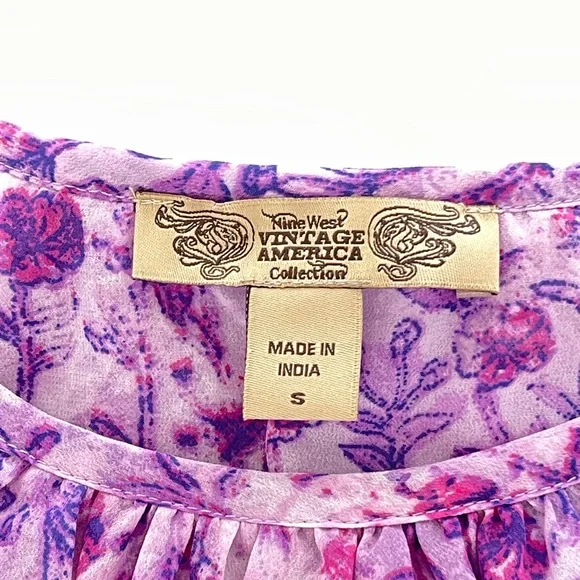 Nine West
VINTAGE
AMERICA
Collection
MADE IN
INDIA
S